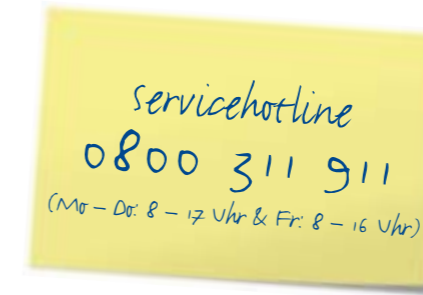 Servicehotline
0800 311 911
(Mo – Do: 8 – 17 Uhr & Fr: 8 – 16 Uhr)